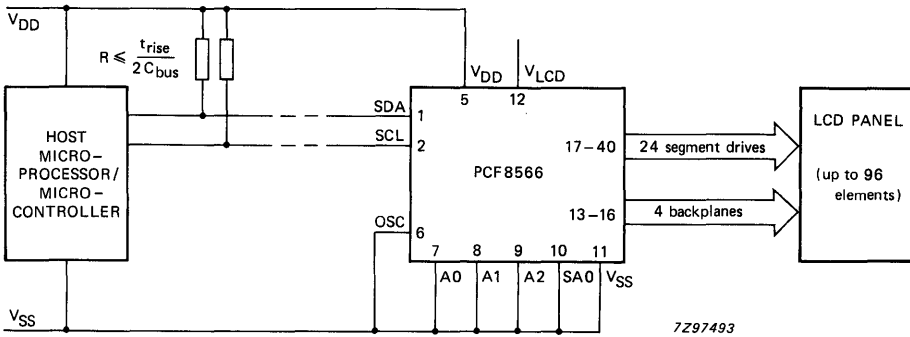 VDD
R ⩽ trise
2Cbus
VDD
VLCD
5
12
SDA
1
SCL
2
HOST
MICRO-
PROCESSOR/
MICRO-
CONTROLLER
PCF8566
17–40
24 segment drives
LCD PANEL
(up to 96
elements)
13–16
4 backplanes
OSC
6
7
8
9
10
11
A0
A1
A2
SA0
VSS
VSS
7Z97493